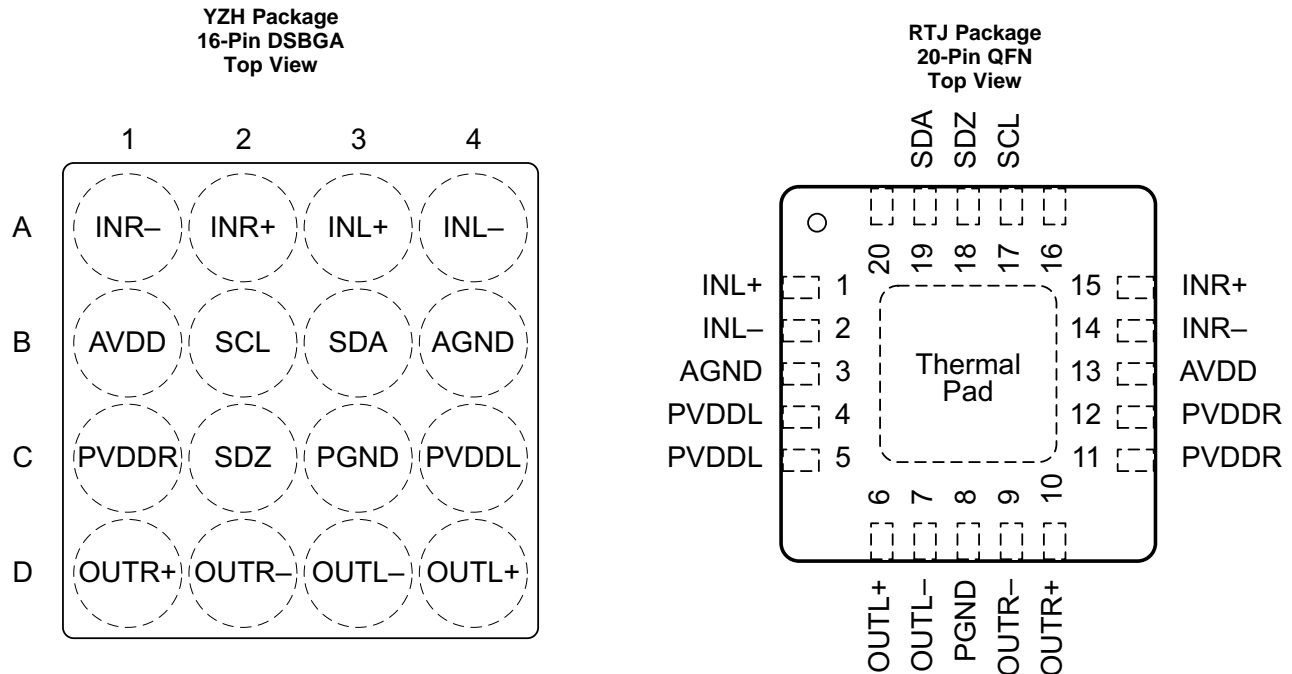 YZH Package
16-Pin DSBGA
Top View
1 2 3 4
A INR– INR+ INL+ INL–
B AVDD SCL SDA AGND
C PVDDR SDZ PGND PVDDL
D OUTR+ OUTR– OUTL– OUTL+
RTJ Package
20-Pin QFN
Top View
SDA SDZ SCL
20 19 18 17 16
INL+ 1 15 INR+
INL– 2 14 INR–
AGND 3 13 AVDD
PVDDL 4 12 PVDDR
PVDDL 5 11 PVDDR
Thermal
Pad
6 7 8 9 10
OUTL+ OUTL– PGND OUTR– OUTR+